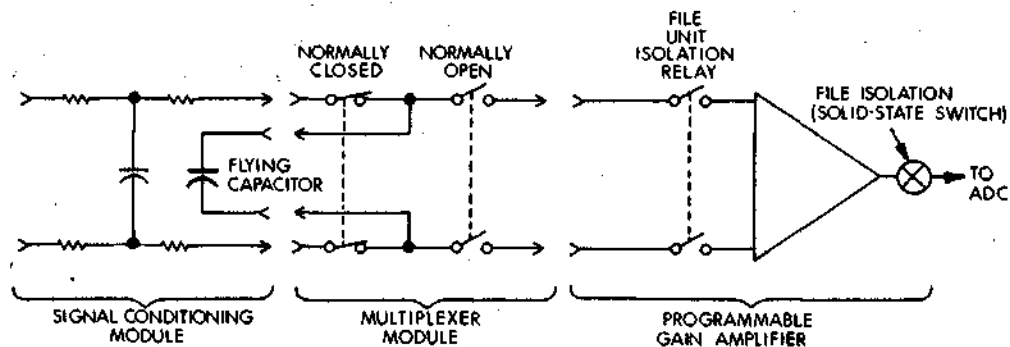 NORMALLY
CLOSED
NORMALLY
OPEN
FILE
UNIT
ISOLATION
RELAY
FILE ISOLATION
(SOLID-STATE SWITCH)
FLYING
CAPACITOR
TO
ADC
SIGNAL CONDITIONING
MODULE
MULTIPLEXER
MODULE
PROGRAMMABLE
GAIN AMPLIFIER